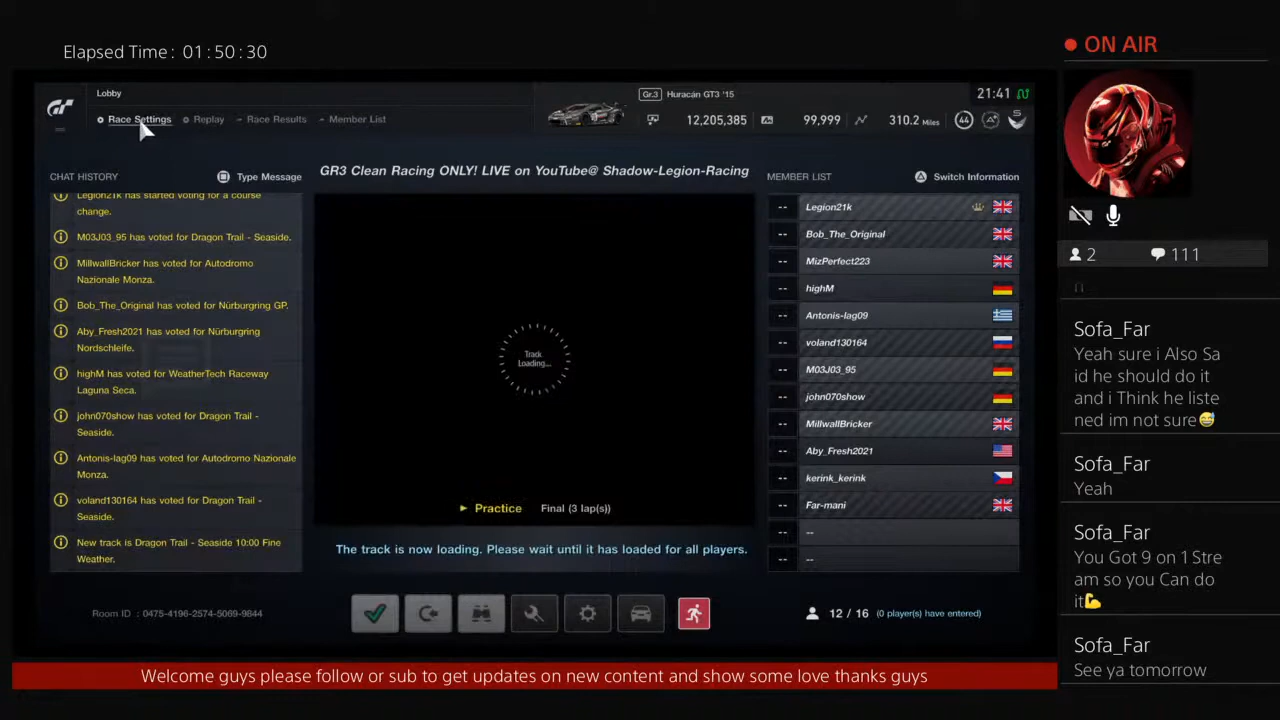 Elapsed Time: 01:50:30
ON AIR
Lobby
Gr.3 Huracán GT3 '15
21:41
Race Settings Replay Race Results Member List
12,205,385 99,999 310.2 Miles 44 A+ S
CHAT HISTORY Type Message
GR3 Clean Racing ONLY! LIVE on YouTube@ Shadow-Legion-Racing
MEMBER LIST Switch Information
Legion21k has started voting for a course
change.
M03J03_95 has voted for Dragon Trail - Seaside.
MillwallBricker has voted for Autodromo
Nazionale Monza.
Bob_The_Original has voted for Nürburgring GP.
Aby_Fresh2021 has voted for Nürburgring
Nordschleife.
highM has voted for WeatherTech Raceway
Laguna Seca.
john070show has voted for Dragon Trail -
Seaside.
Antonis-lag09 has voted for Autodromo Nazionale
Monza.
voland130164 has voted for Dragon Trail -
Seaside.
New track is Dragon Trail - Seaside 10:00 Fine
Weather.
Track
Loading...
Practice Final (3 lap(s))
The track is now loading. Please wait until it has loaded for all players.
-- Legion21k
-- Bob_The_Original
-- MizPerfect223
-- highM
-- Antonis-lag09
-- voland130164
-- M03J03_95
-- john070show
-- MillwallBricker
-- Aby_Fresh2021
-- kerink_kerink
-- Far-mani
-- --
-- --
Room ID : 0475-4196-2574-5069-9844
12 / 16 (0 player(s) have entered)
Welcome guys please follow or sub to get updates on new content and show some love thanks guys
2 111
Sofa_Far
Yeah sure i Also Sa
id he should do it
and i Think he liste
ned im not sure😅
Sofa_Far
Yeah
Sofa_Far
You Got 9 on 1 Stre
am so you Can do
it💪
Sofa_Far
See ya tomorrow